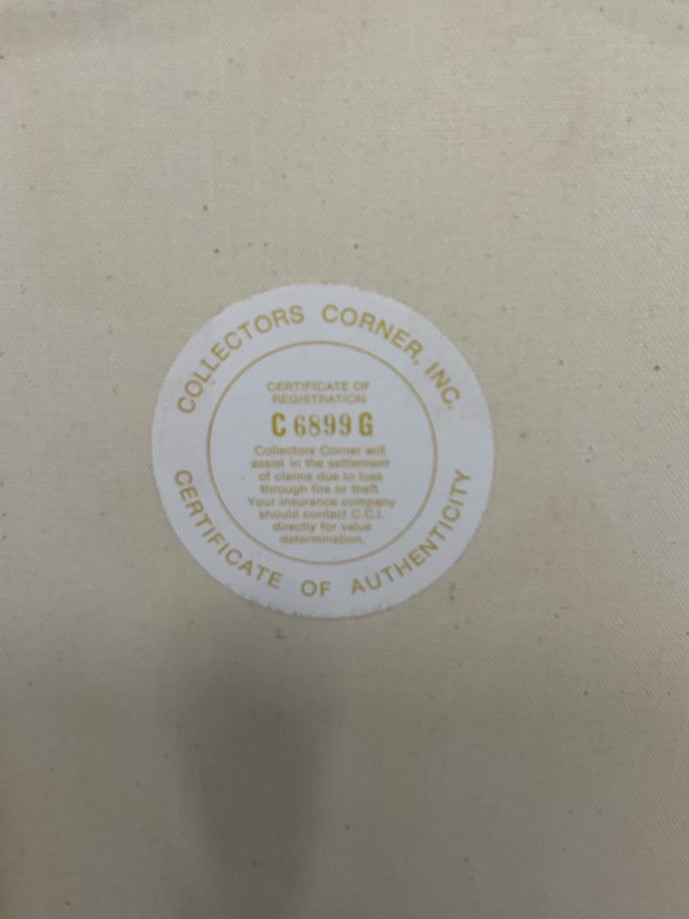 COLLECTORS CORNER, INC.
CERTIFICATE OF
REGISTRATION
C 6899 G
Collectors Corner will
assist in the settlement
of claims due to loss
through fire or theft.
Your insurance company
should contact C.C.I.
directly for value
determination.
CERTIFICATE OF AUTHENTICITY